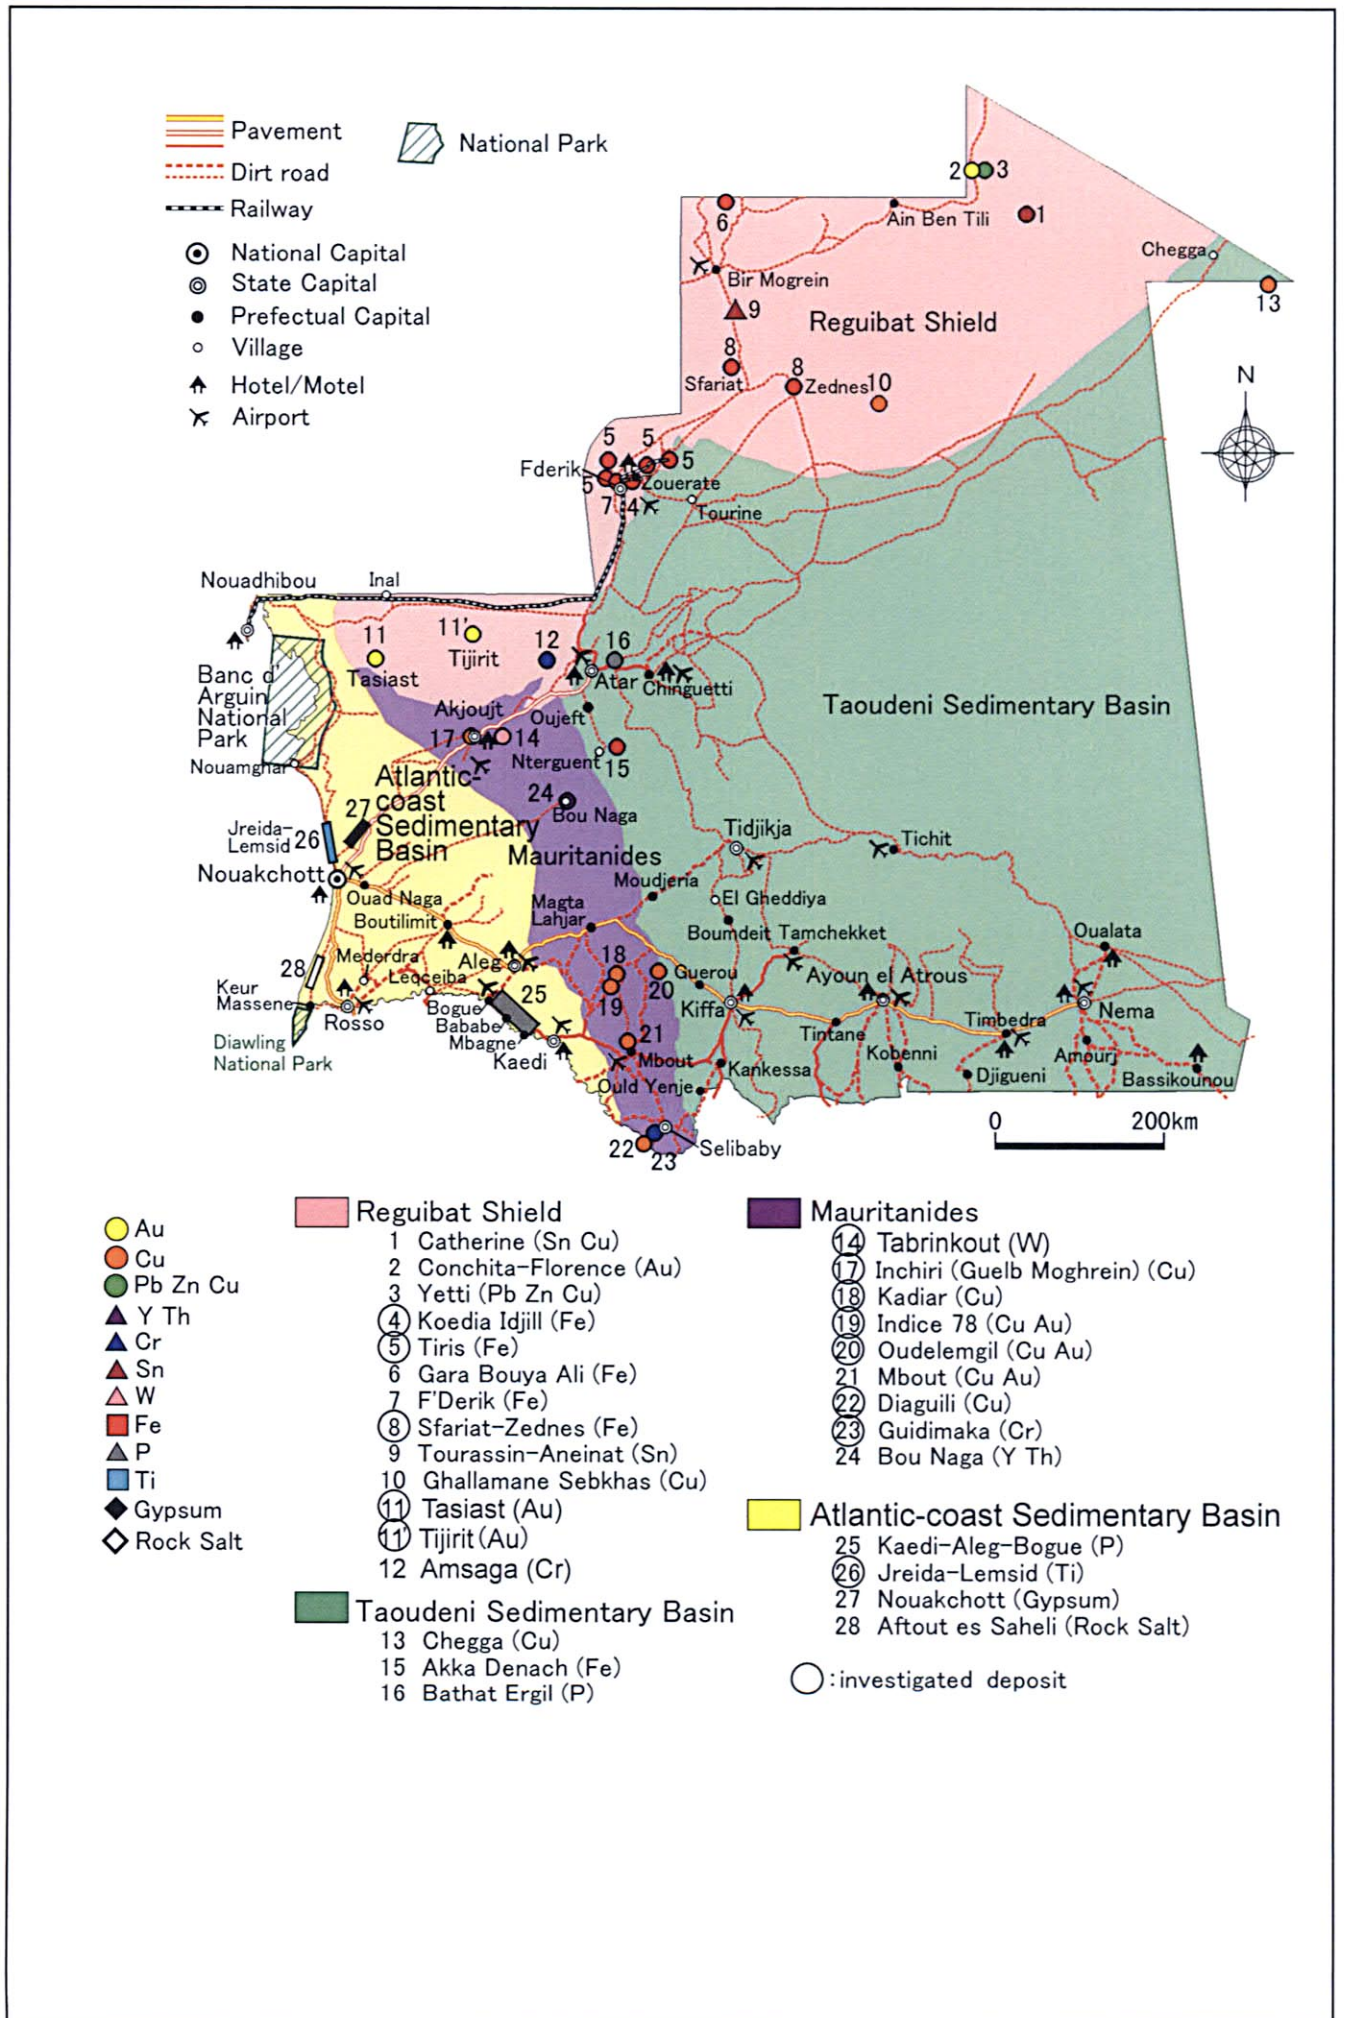 Pavement
National Park
Dirt road
Railway
National Capital
State Capital
Prefectual Capital
Village
Hotel/Motel
Airport
2
3
6
Ain Ben Tili
1
Chegga
Bir Mogrein
13
9
Reguibat Shield
8
Sfariat
8
Zednes
10
N
5
5
5
Fderik
5
Zouerate
7
4
Tourine
Nouadhibou
Inal
11
11'
12
16
Tijirit
Tasiast
Banc d'
Arguin
National
Park
Atar
Chinguetti
Taoudeni Sedimentary Basin
Akjoujt
Oujeft
17
14
Nterguent
15
Nouamghar
Atlantic-
coast
Sedimentary
Basin
24
Bou Naga
27
Jreida-
Lemsid
26
Tidjikja
Tichit
Mauritanides
Nouakchott
Moudjeria
Ouad Naga
El Gheddiya
Boutilimit
Magta
Lahjar
Boumdeit
Tamchekket
Oualata
Mederdra
Aleg
18
28
Leqceiba
Guerou
Ayoun el Atrous
Keur
Massene
25
19
20
Kiffa
Rosso
Bogue
Bababe
Mbagne
Tintane
Timbedra
Nema
Diawling
National Park
Kaedi
21
Mbout
Kankessa
Kobenni
Amourj
Ould Yenje
Djigueni
Bassikounou
0
200km
22
23
Selibaby
Au
Cu
Pb Zn Cu
Y Th
Cr
Sn
W
Fe
P
Ti
Gypsum
Rock Salt
Reguibat Shield
1 Catherine (Sn Cu)
2 Conchita-Florence (Au)
3 Yetti (Pb Zn Cu)
4 Koedia Idjill (Fe)
5 Tiris (Fe)
6 Gara Bouya Ali (Fe)
7 F'Derik (Fe)
8 Sfariat-Zednes (Fe)
9 Tourassin-Aneinat (Sn)
10 Ghallamane Sebkhas (Cu)
11 Tasiast (Au)
11' Tijirit (Au)
12 Amsaga (Cr)
Taoudeni Sedimentary Basin
13 Chegga (Cu)
15 Akka Denach (Fe)
16 Bathat Ergil (P)
Mauritanides
14 Tabrinkout (W)
17 Inchiri (Guelb Moghrein) (Cu)
18 Kadiar (Cu)
19 Indice 78 (Cu Au)
20 Oudelemgil (Cu Au)
21 Mbout (Cu Au)
22 Diaguili (Cu)
23 Guidimaka (Cr)
24 Bou Naga (Y Th)
Atlantic-coast Sedimentary Basin
25 Kaedi-Aleg-Bogue (P)
26 Jreida-Lemsid (Ti)
27 Nouakchott (Gypsum)
28 Aftout es Saheli (Rock Salt)
:investigated deposit